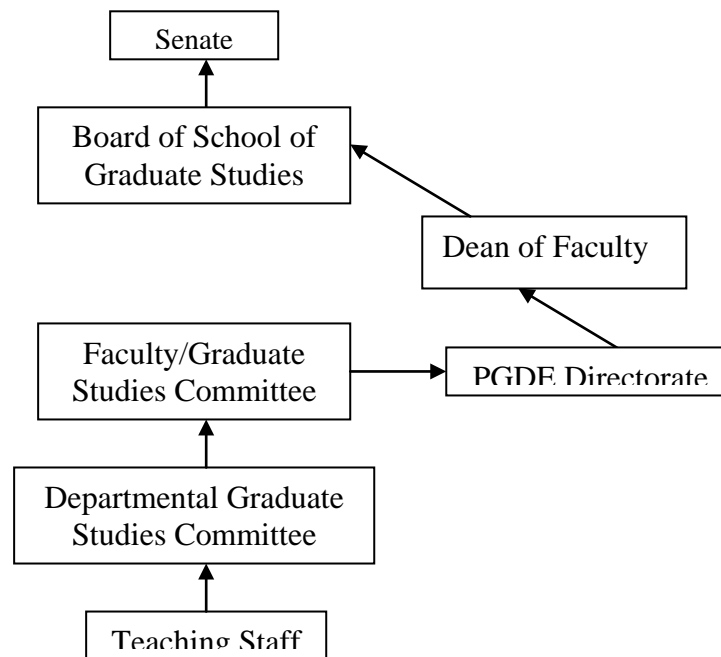 Senate
Board of School of
Graduate Studies
Dean of Faculty
Faculty/Graduate
Studies Committee
PGDE Directorate
Departmental Graduate
Studies Committee
Teaching Staff